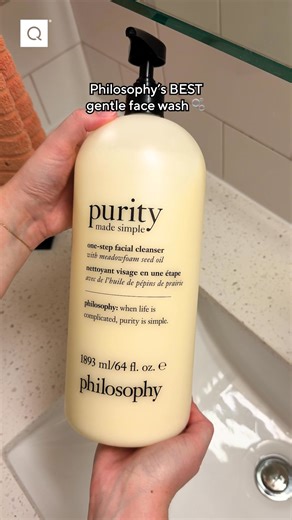 Q
Philosophy's BEST
gentle face wash 🫧
purity
made simple
one-step facial cleanser
with meadowfoam seed oil
nettoyant visage en une étape
avec de l'huile de pépins de prairie
philosophy: when life is
complicated, purity is simple.
1893 ml/64 fl. oz. e
philosophy